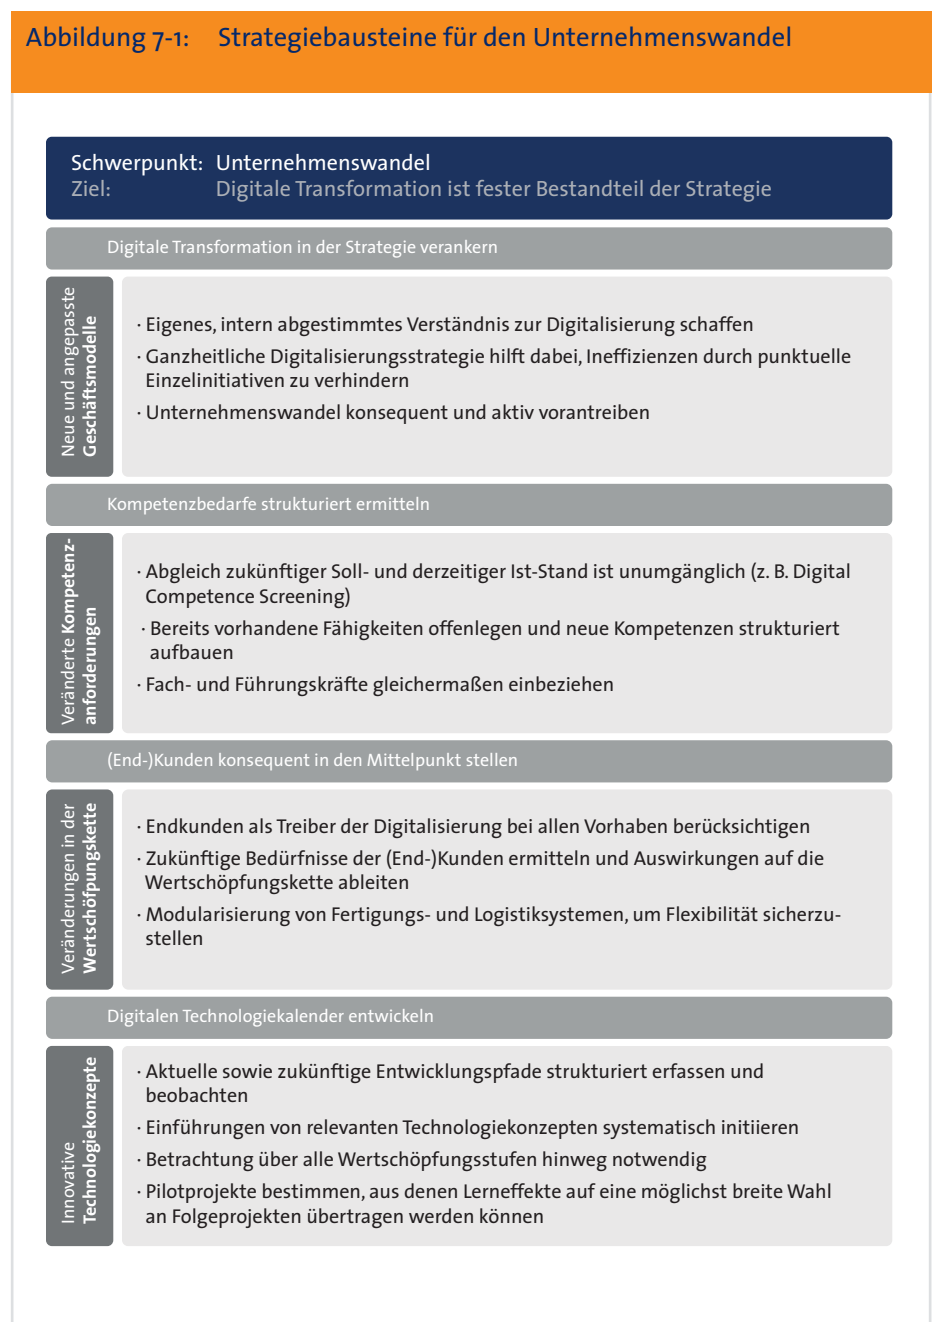 Abbildung 7-1: Strategiebausteine für den Unternehmenswandel
Schwerpunkt: Unternehmenswandel
Ziel: Digitale Transformation ist fester Bestandteil der Strategie
Digitale Transformation in der Strategie verankern
Neue und angepasste
Geschäftsmodelle
· Eigenes, intern abgestimmtes Verständnis zur Digitalisierung schaffen
· Ganzheitliche Digitalisierungsstrategie hilft dabei, Ineffizienzen durch punktuelle
Einzelinitiativen zu verhindern
· Unternehmenswandel konsequent und aktiv vorantreiben
Kompetenzbedarfe strukturiert ermitteln
Veränderte Kompetenz-
anforderungen
· Abgleich zukünftiger Soll- und derzeitiger Ist-Stand ist unumgänglich (z. B. Digital
Competence Screening)
· Bereits vorhandene Fähigkeiten offenlegen und neue Kompetenzen strukturiert
aufbauen
· Fach- und Führungskräfte gleichermaßen einbeziehen
(End-)Kunden konsequent in den Mittelpunkt stellen
Veränderungen in der
Wertschöfpungskette
· Endkunden als Treiber der Digitalisierung bei allen Vorhaben berücksichtigen
· Zukünftige Bedürfnisse der (End-)Kunden ermitteln und Auswirkungen auf die
Wertschöpfungskette ableiten
· Modularisierung von Fertigungs- und Logistiksystemen, um Flexibilität sicherzu-
stellen
Digitalen Technologiekalender entwickeln
Innovative
Technologiekonzepte
· Aktuelle sowie zukünftige Entwicklungspfade strukturiert erfassen und
beobachten
· Einführungen von relevanten Technologiekonzepten systematisch initiieren
· Betrachtung über alle Wertschöpfungsstufen hinweg notwendig
· Pilotprojekte bestimmen, aus denen Lerneffekte auf eine möglichst breite Wahl
an Folgeprojekten übertragen werden können